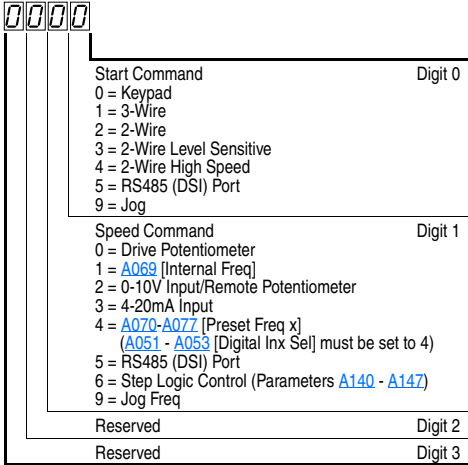 0000
Start Command Digit 0
0 = Keypad
1 = 3-Wire
2 = 2-Wire
3 = 2-Wire Level Sensitive
4 = 2-Wire High Speed
5 = RS485 (DSI) Port
9 = Jog
Speed Command Digit 1
0 = Drive Potentiometer
1 = A069 [Internal Freq]
2 = 0-10V Input/Remote Potentiometer
3 = 4-20mA Input
4 = A070-A077 [Preset Freq x]
(A051 - A053 [Digital Inx Sel] must be set to 4)
5 = RS485 (DSI) Port
6 = Step Logic Control (Parameters A140 - A147)
9 = Jog Freq
Reserved Digit 2
Reserved Digit 3